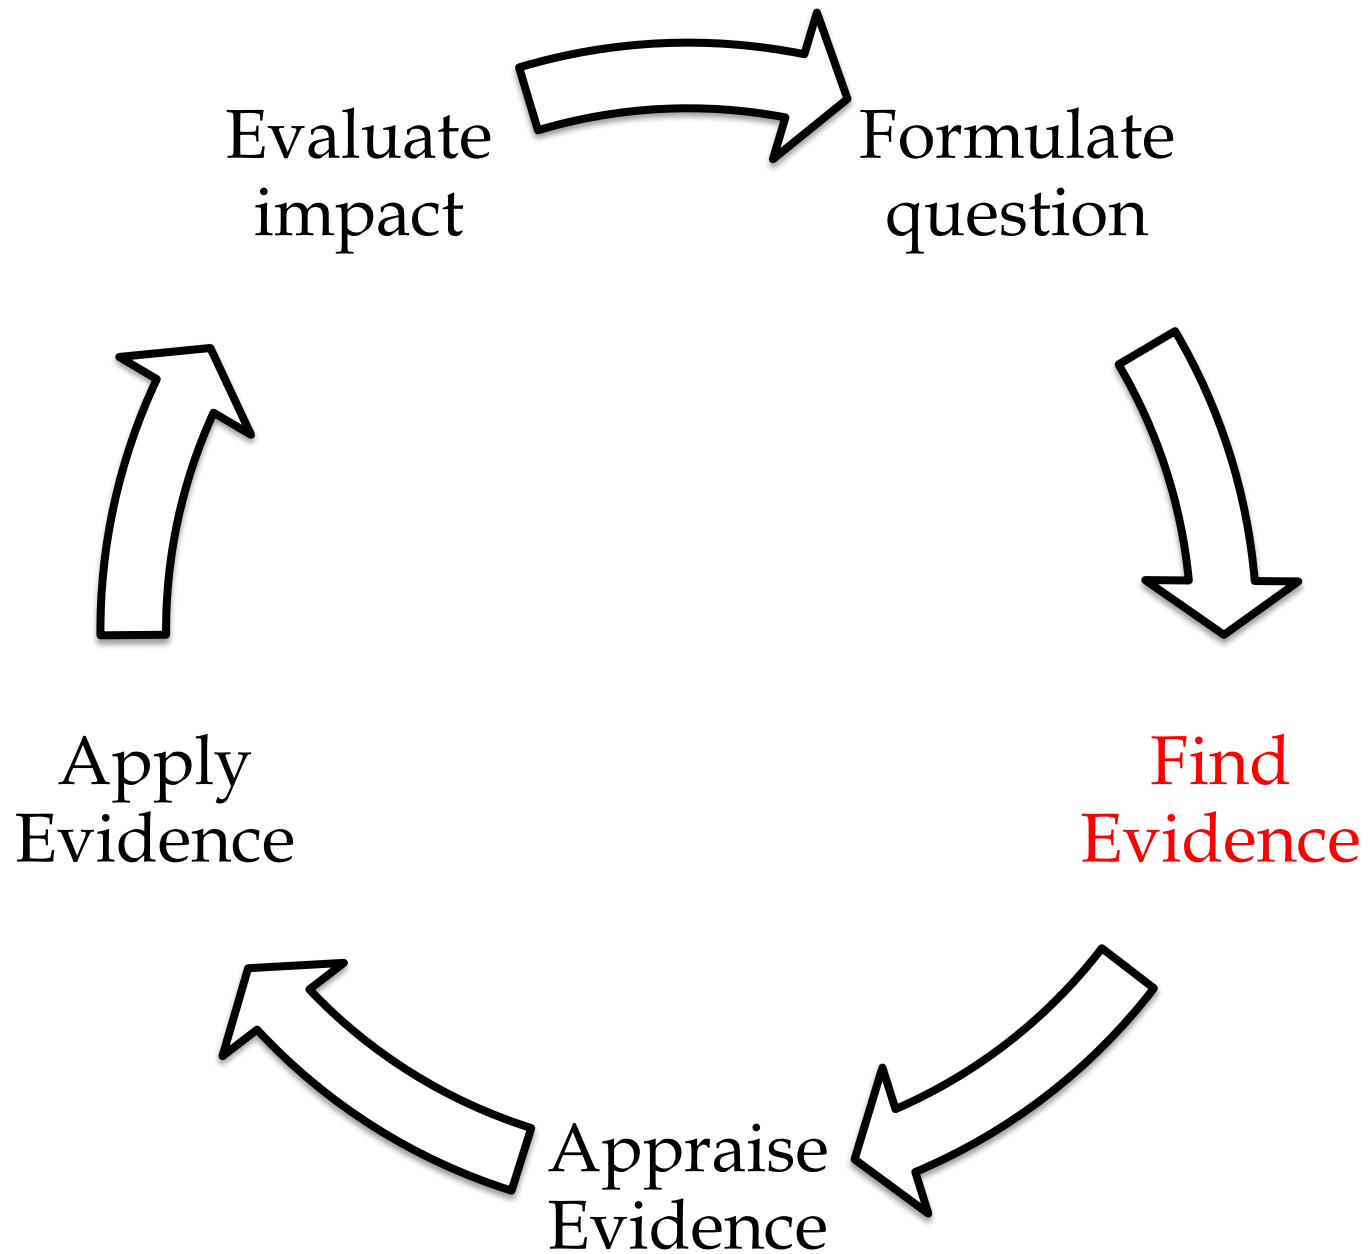 Evaluate
impact
Formulate
question
Find
Evidence
Appraise
Evidence
Apply
Evidence